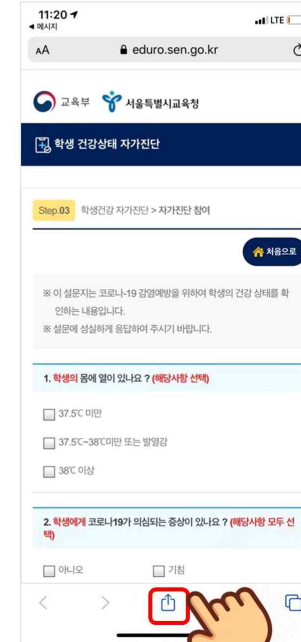 11:20
◀ 메시지
LTE
AA eduro.sen.go.kr
교육부 서울특별시교육청
학생 건강상태 자가진단
Step.03 학생건강 자가진단 > 자가진단 참여
처음으로
※ 이 설문지는 코로나-19 감염예방을 위하여 학생의 건강 상태를 확
인하는 내용입니다.
※ 설문에 성실하게 응답하여 주시기 바랍니다.
1. 학생의 몸에 열이 있나요 ? (해당사항 선택)
37.5℃ 미만
37.5℃~38℃미만 또는 발열감
38℃ 이상
2. 학생에게 코로나19가 의심되는 증상이 있나요 ? (해당사항 모두 선
택)
아니오 기침